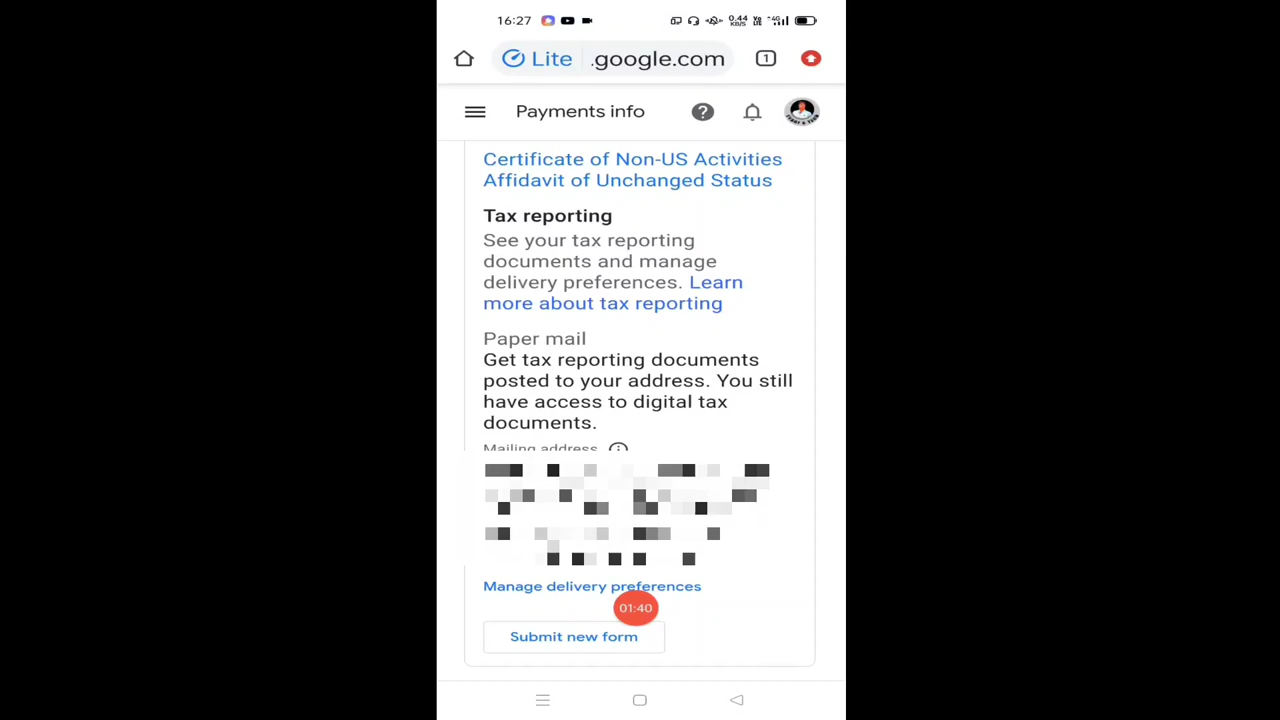 16:27
0.44 KB/S
Lite
.google.com
1
Payments info
Certificate of Non-US Activities
Affidavit of Unchanged Status
Tax reporting
See your tax reporting
documents and manage
delivery preferences. Learn
more about tax reporting
Paper mail
Get tax reporting documents
posted to your address. You still
have access to digital tax
documents.
Mailing address
Manage delivery preferences
01:40
Submit new form